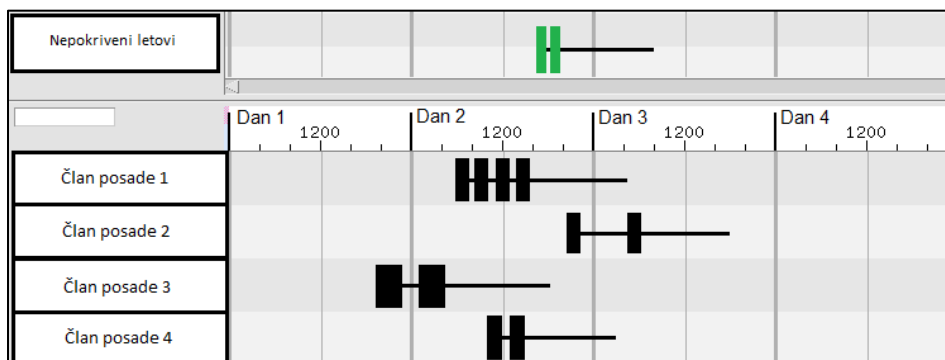 Nepokriveni letovi
Dan 1 Dan 2 Dan 3 Dan 4
1200 1200 1200 1200
Član posade 1
Član posade 2
Član posade 3
Član posade 4